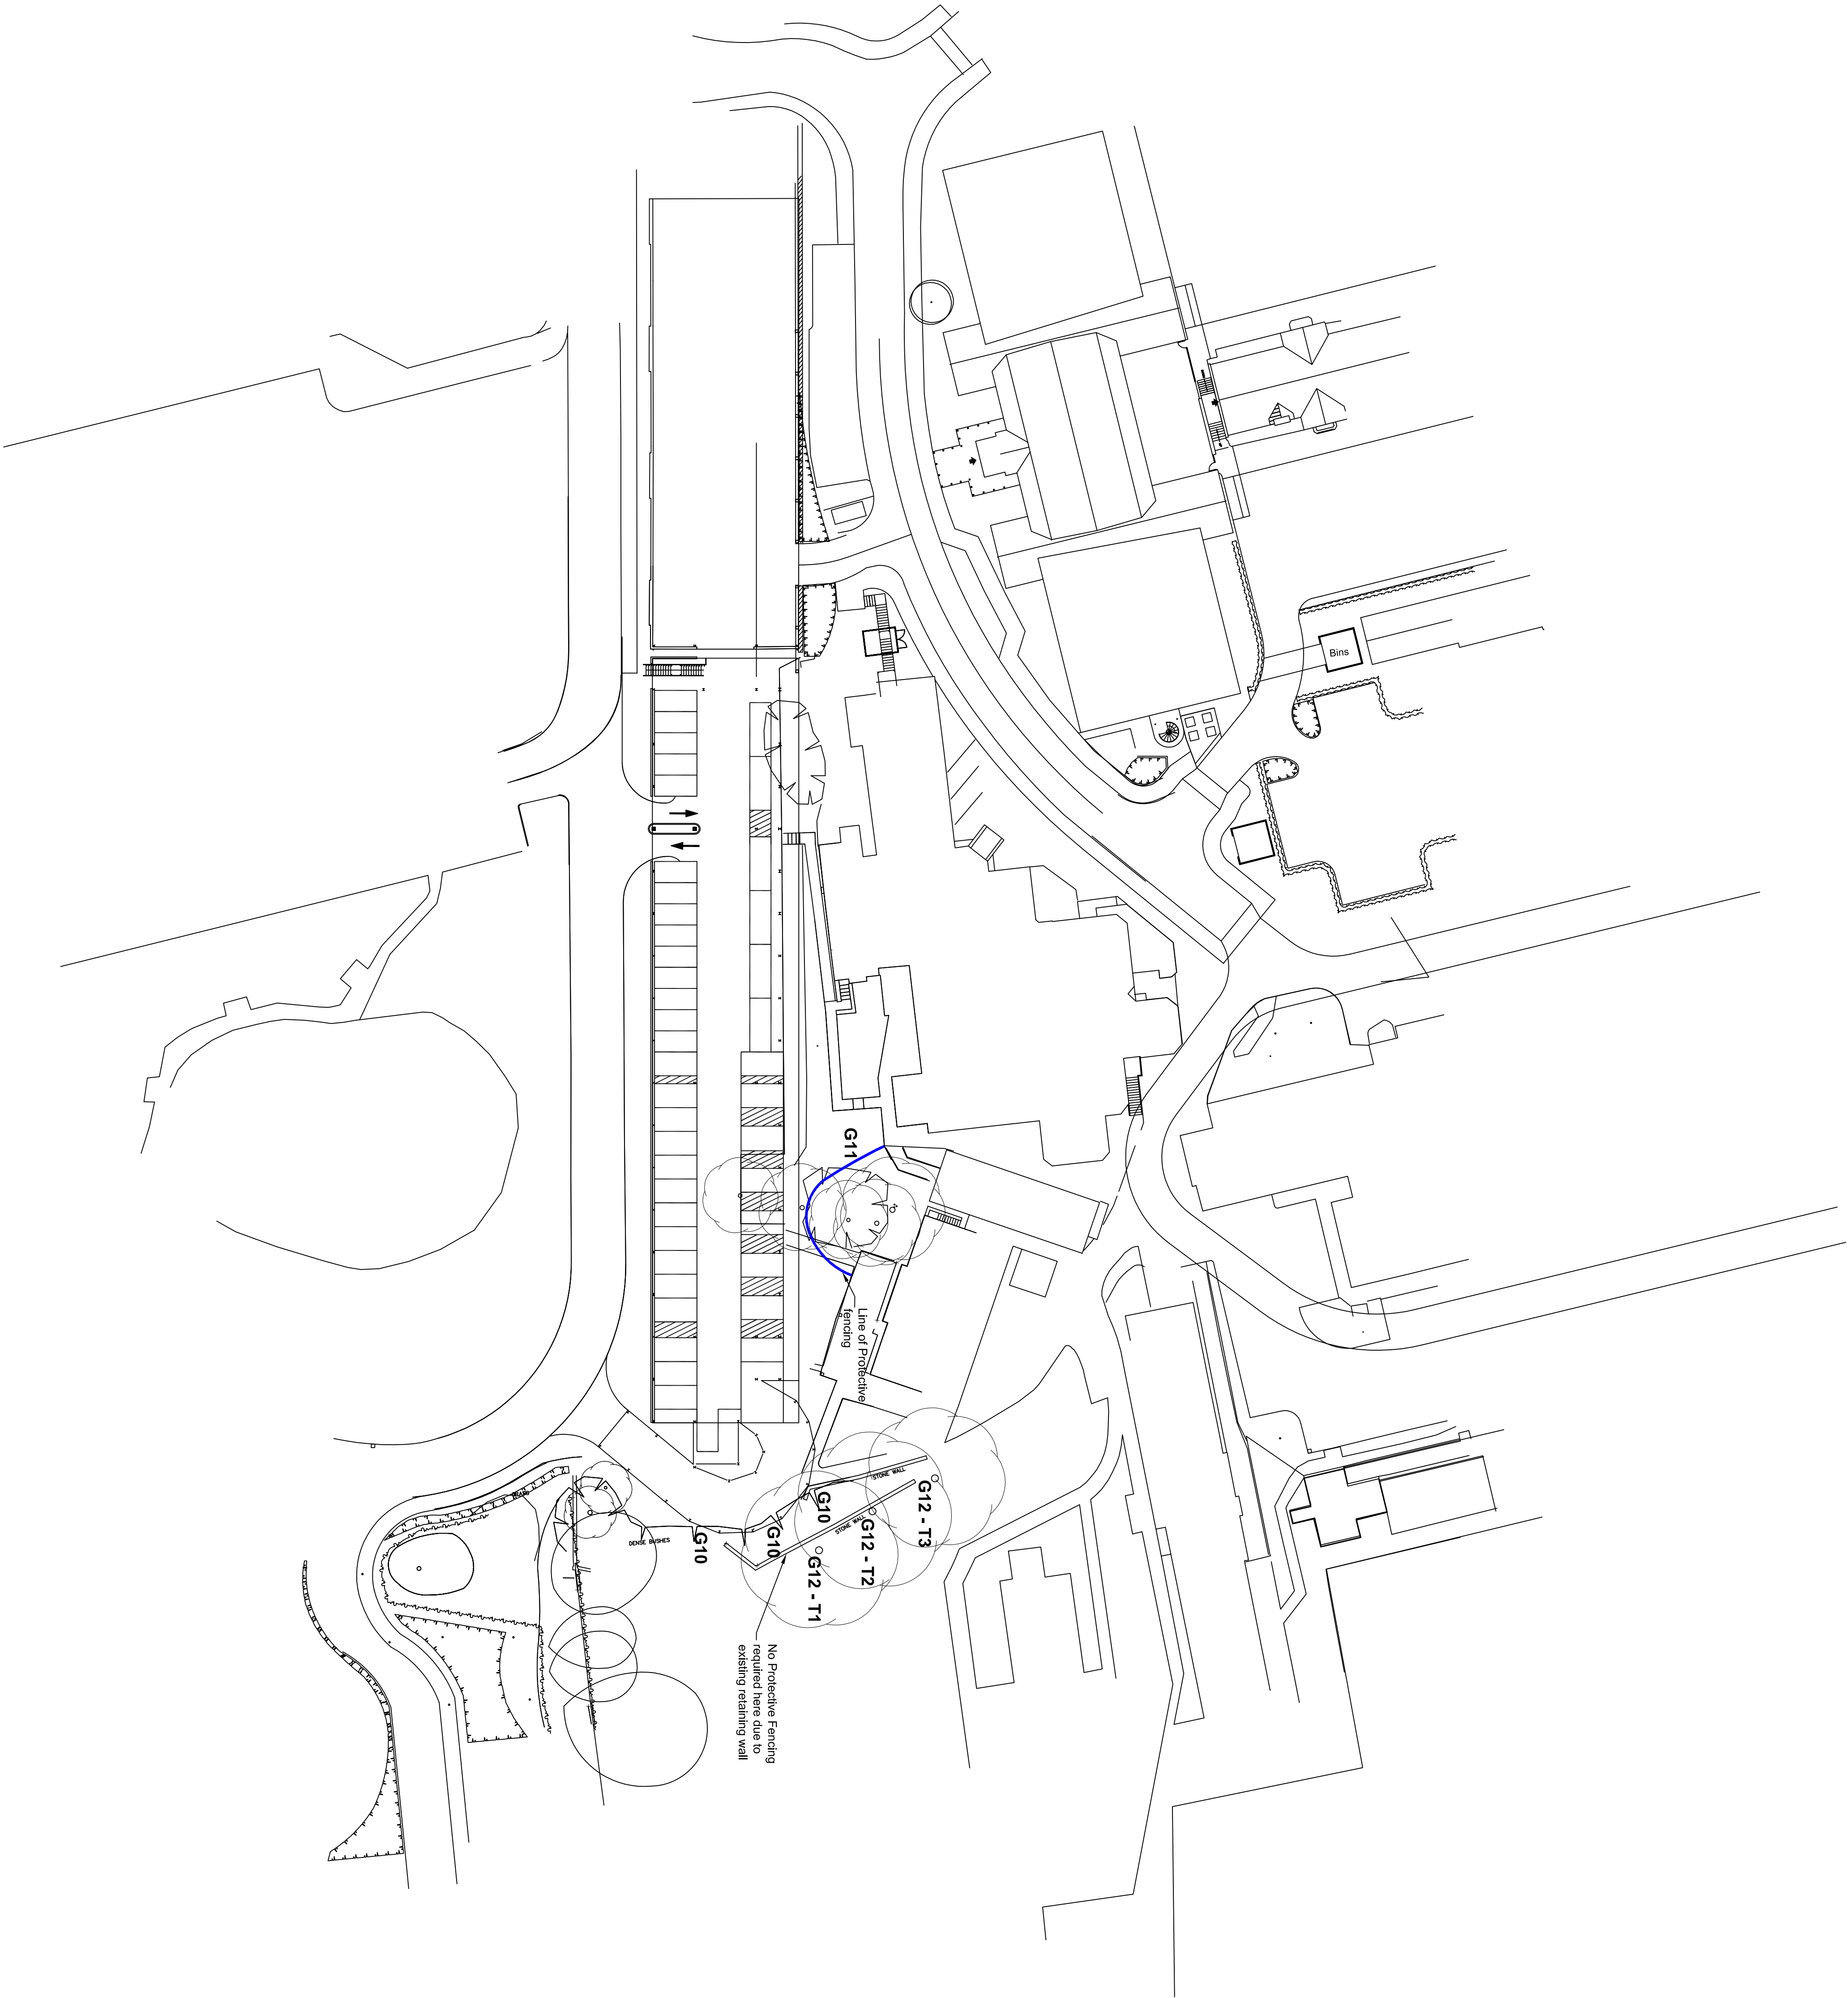 Bins
G11
Line of Protective
fencing
STONE WALL
G10
G12 - T3
STONE WALL
G12 - T2
G10
G12 - T1
G10
DENSE BUSHES
No Protective Fencing
required here due to
existing retaining wall